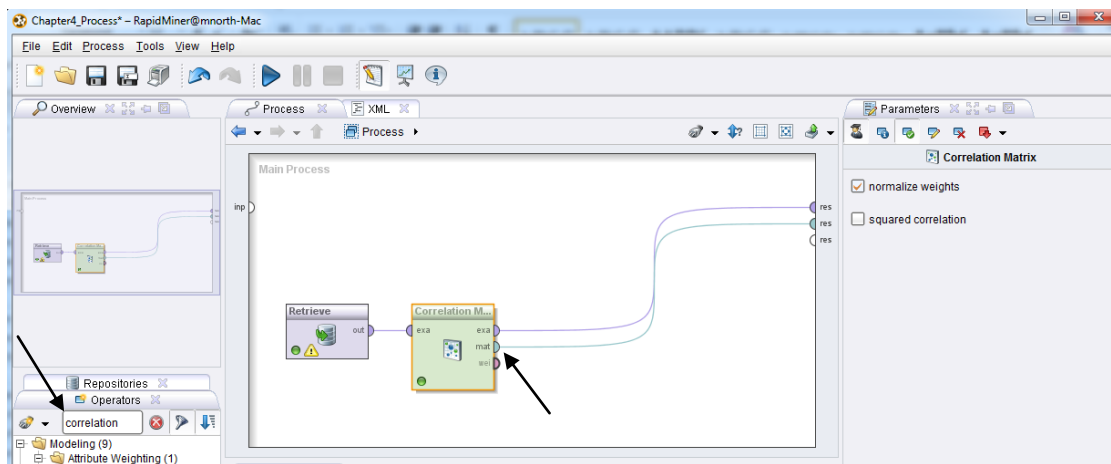 Chapter4_Process* – RapidMiner@mnorth-Mac
File Edit Process Tools View Help
Overview
Process
XML
Parameters
Process
Correlation Matrix
Main Process
normalize weights
inp
res
squared correlation
res
res
Retrieve
Correlation M...
out
exa
exa
mat
wei
Repositories
Operators
correlation
Modeling (9)
Attribute Weighting (1)